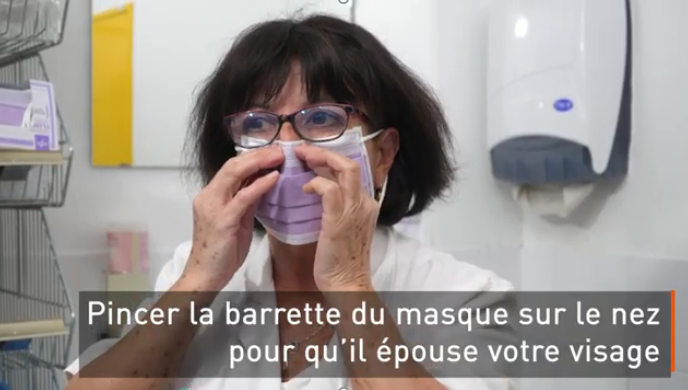 Pincer la barrette du masque sur le nez
pour qu’il épouse votre visage